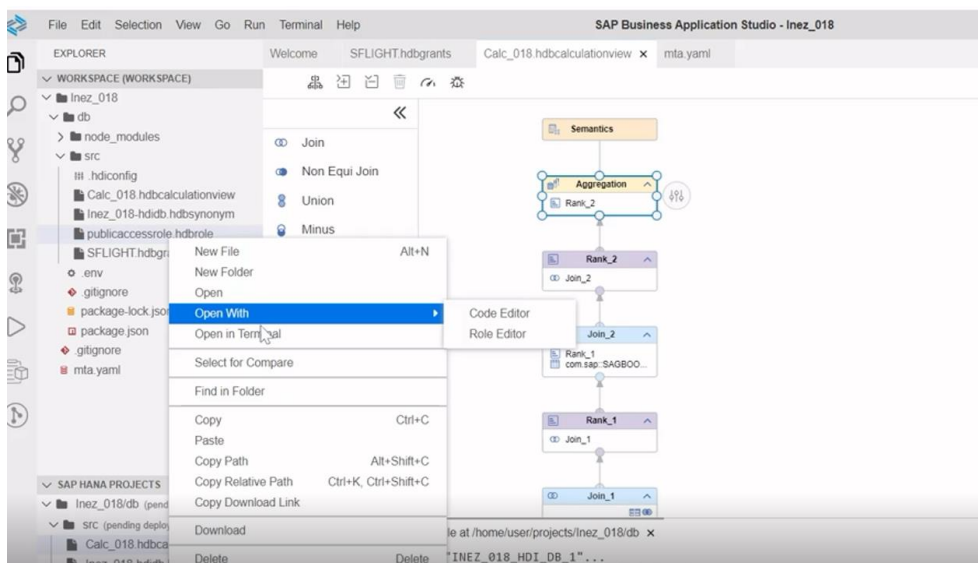 File Edit Selection View Go Run Terminal Help
SAP Business Application Studio - Inez_018
EXPLORER
Welcome SFLIGHT.hdbgrants Calc_018.hdbcalculationview × mta.yaml
WORKSPACE (WORKSPACE)
Inez_018
db
node_modules
src
.hdiconfig
Calc_018.hdbcalculationview
Inez_018-hdidb.hdbsynonym
publicaccessrole.hdbrole
SFLIGHT.hdbgr
.env
.gitignore
package-lock.jso
package.json
.gitignore
mta.yaml
SAP HANA PROJECTS
Inez_018/db (pend
src (pending deplo
Calc_018.hdbca
Join
Non Equi Join
Union
Minus
New File Alt+N
New Folder
Open
Open With
Open in Terminal
Select for Compare
Find in Folder
Copy Ctrl+C
Paste
Copy Path Alt+Shift+C
Copy Relative Path Ctrl+K, Ctrl+Shift+C
Copy Download Link
Download
Delete Delete
Code Editor
Role Editor
Semantics
Aggregation
Rank_2
Rank_2
Join_2
Join_2
Rank_1
com.sap::SAGBOO...
Rank_1
Join_1
Join_1
le at /home/user/projects/Inez_018/db ×
"INEZ_018_HDI_DB_1"...